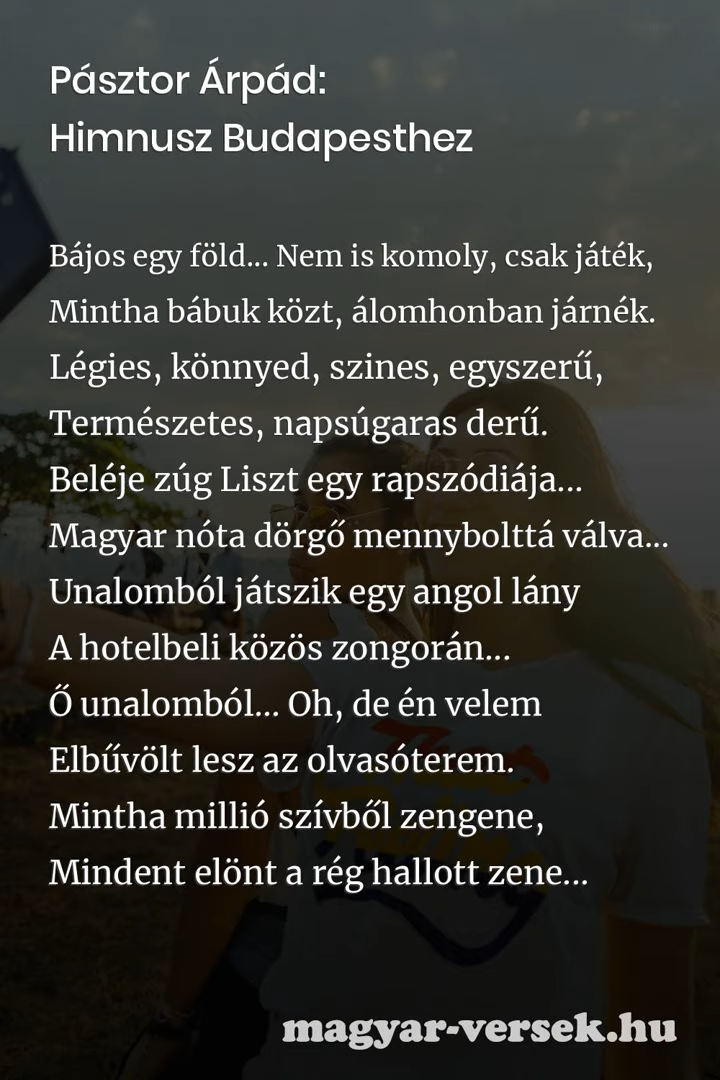 Pásztor Árpád:
Himnusz Budapesthez
Bájos egy föld... Nem is komoly, csak játék,
Mintha bábuk közt, álomhonban járnék.
Légies, könnyed, szines, egyszerű,
Természetes, napsúgaras derű.
Beléje zúg Liszt egy rapszódiája...
Magyar nóta dörgő mennybolttá válva...
Unalomból játszik egy angol lány
A hotelbeli közös zongorán...
Ő unalomból... Oh, de én velem
Elbűvölt lesz az olvasóterem.
Mintha millió szívből zengene,
Mindent elönt a rég hallott zene...
magyar-versek.hu